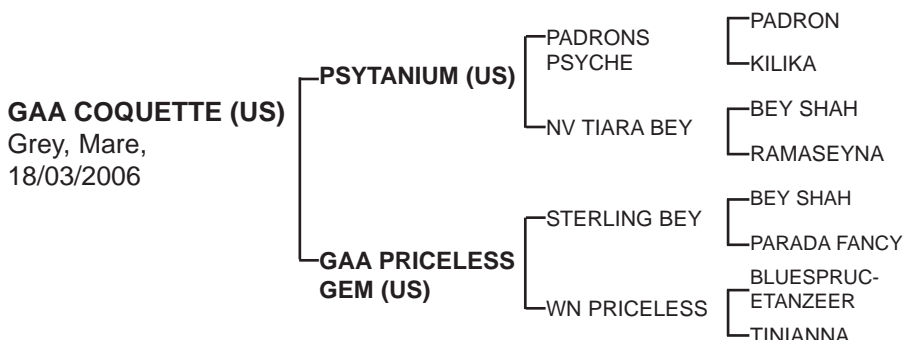 GAA COQUETTE (US)
Grey, Mare,
18/03/2006
PSYTANIUM (US)
GAA PRICELESS
GEM (US)
PADRONS
PSYCHE
NV TIARA BEY
STERLING BEY
WN PRICELESS
PADRON
KILIKA
BEY SHAH
RAMASEYNA
BEY SHAH
PARADA FANCY
BLUESPRUC-
ETANZEER
TINIANNA